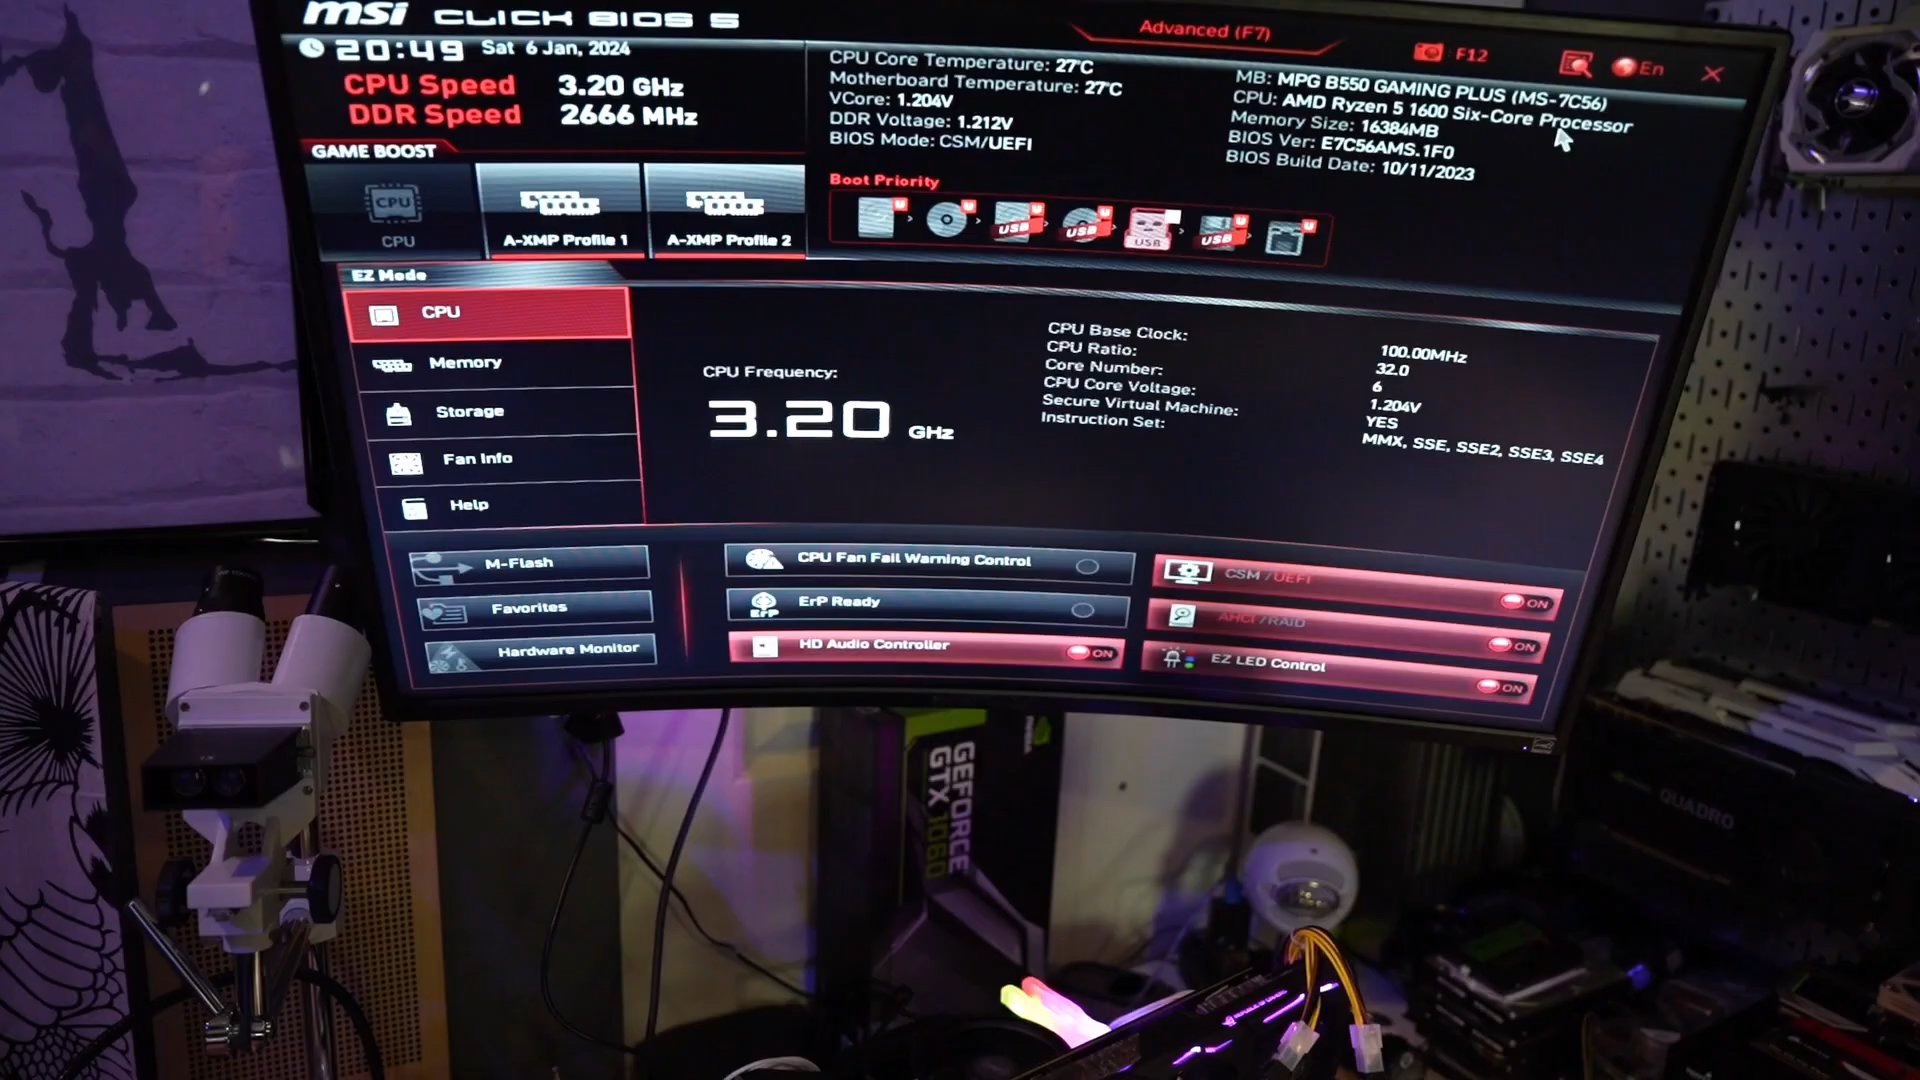 msi CLICK BIOS 5
Advanced (F7)
F12
En
20:49 Sat 6 Jan, 2024
CPU Speed 3.20 GHz
DDR Speed 2666 MHz
CPU Core Temperature: 27°C
Motherboard Temperature: 27°C
VCore: 1.204V
DDR Voltage: 1.212V
BIOS Mode: CSM/UEFI
MB: MPG B550 GAMING PLUS (MS-7C56)
CPU: AMD Ryzen 5 1600 Six-Core Processor
Memory Size: 16384MB
BIOS Ver: E7C56AMS.1F0
BIOS Build Date: 10/11/2023
GAME BOOST
CPU
CPU
A-XMP Profile 1
A-XMP Profile 2
Boot Priority
U
U
USB U
USB U
USB
USB U
U
EZ Mode
CPU
Memory
Storage
Fan Info
Help
CPU Frequency:
3.20 GHz
CPU Base Clock: 100.00MHz
CPU Ratio: 32.0
Core Number: 6
CPU Core Voltage: 1.204V
Secure Virtual Machine: YES
Instruction Set: MMX, SSE, SSE2, SSE3, SSE4
M-Flash
Favorites
Hardware Monitor
CPU Fan Fail Warning Control
ErP ErP Ready
HD Audio Controller ON
CSM /UEFI ON
AHCI /RAID ON
EZ LED Control ON
GEFORCE
GTX 1060
QUADRO